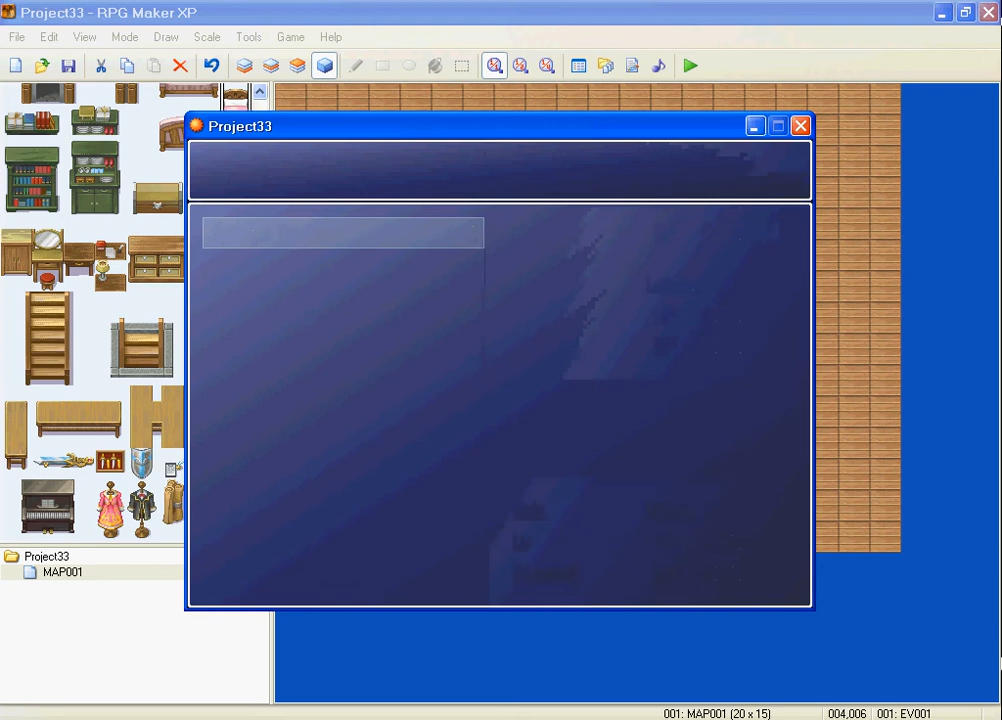 Project33 - RPG Maker XP
File Edit View Mode Draw Scale Tools Game Help
Project33
Project33
MAP001
001: MAP001 (20 x 15) 004,006 001: EV001